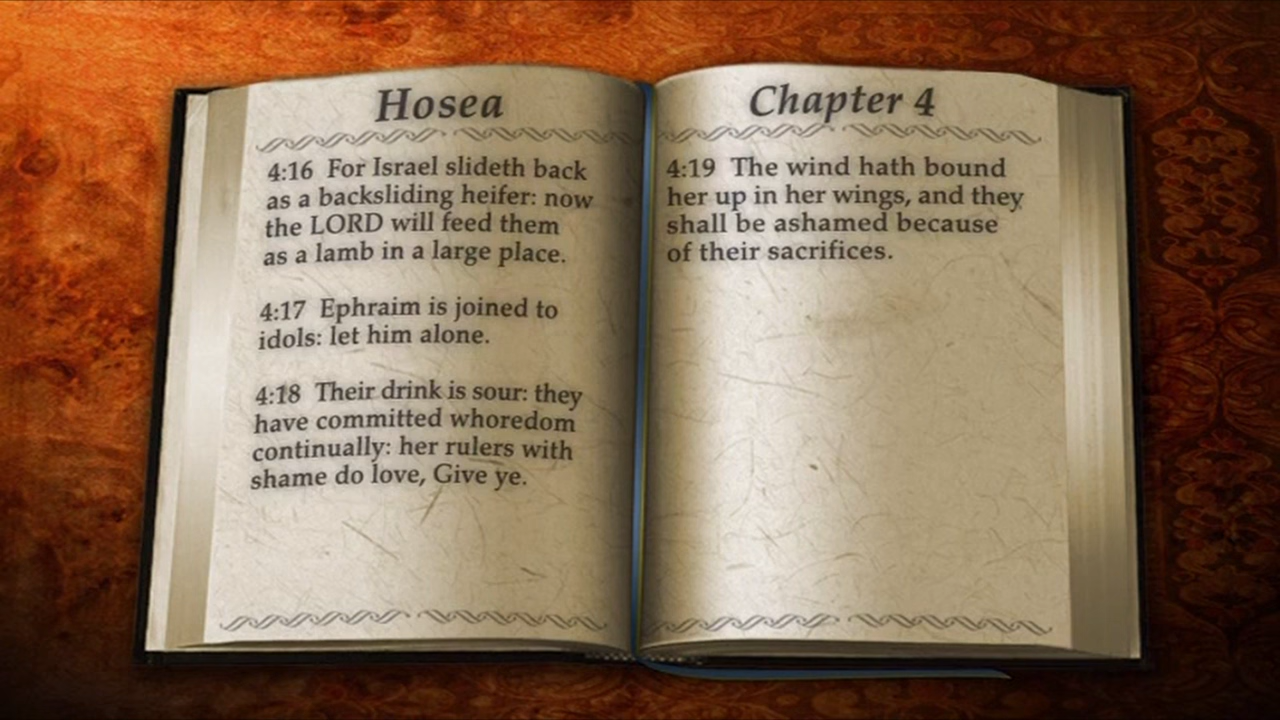 Hosea
4:16 For Israel slideth back
as a backsliding heifer: now
the LORD will feed them
as a lamb in a large place.
4:17 Ephraim is joined to
idols: let him alone.
4:18 Their drink is sour: they
have committed whoredom
continually: her rulers with
shame do love, Give ye.
Chapter 4
4:19 The wind hath bound
her up in her wings, and they
shall be ashamed because
of their sacrifices.